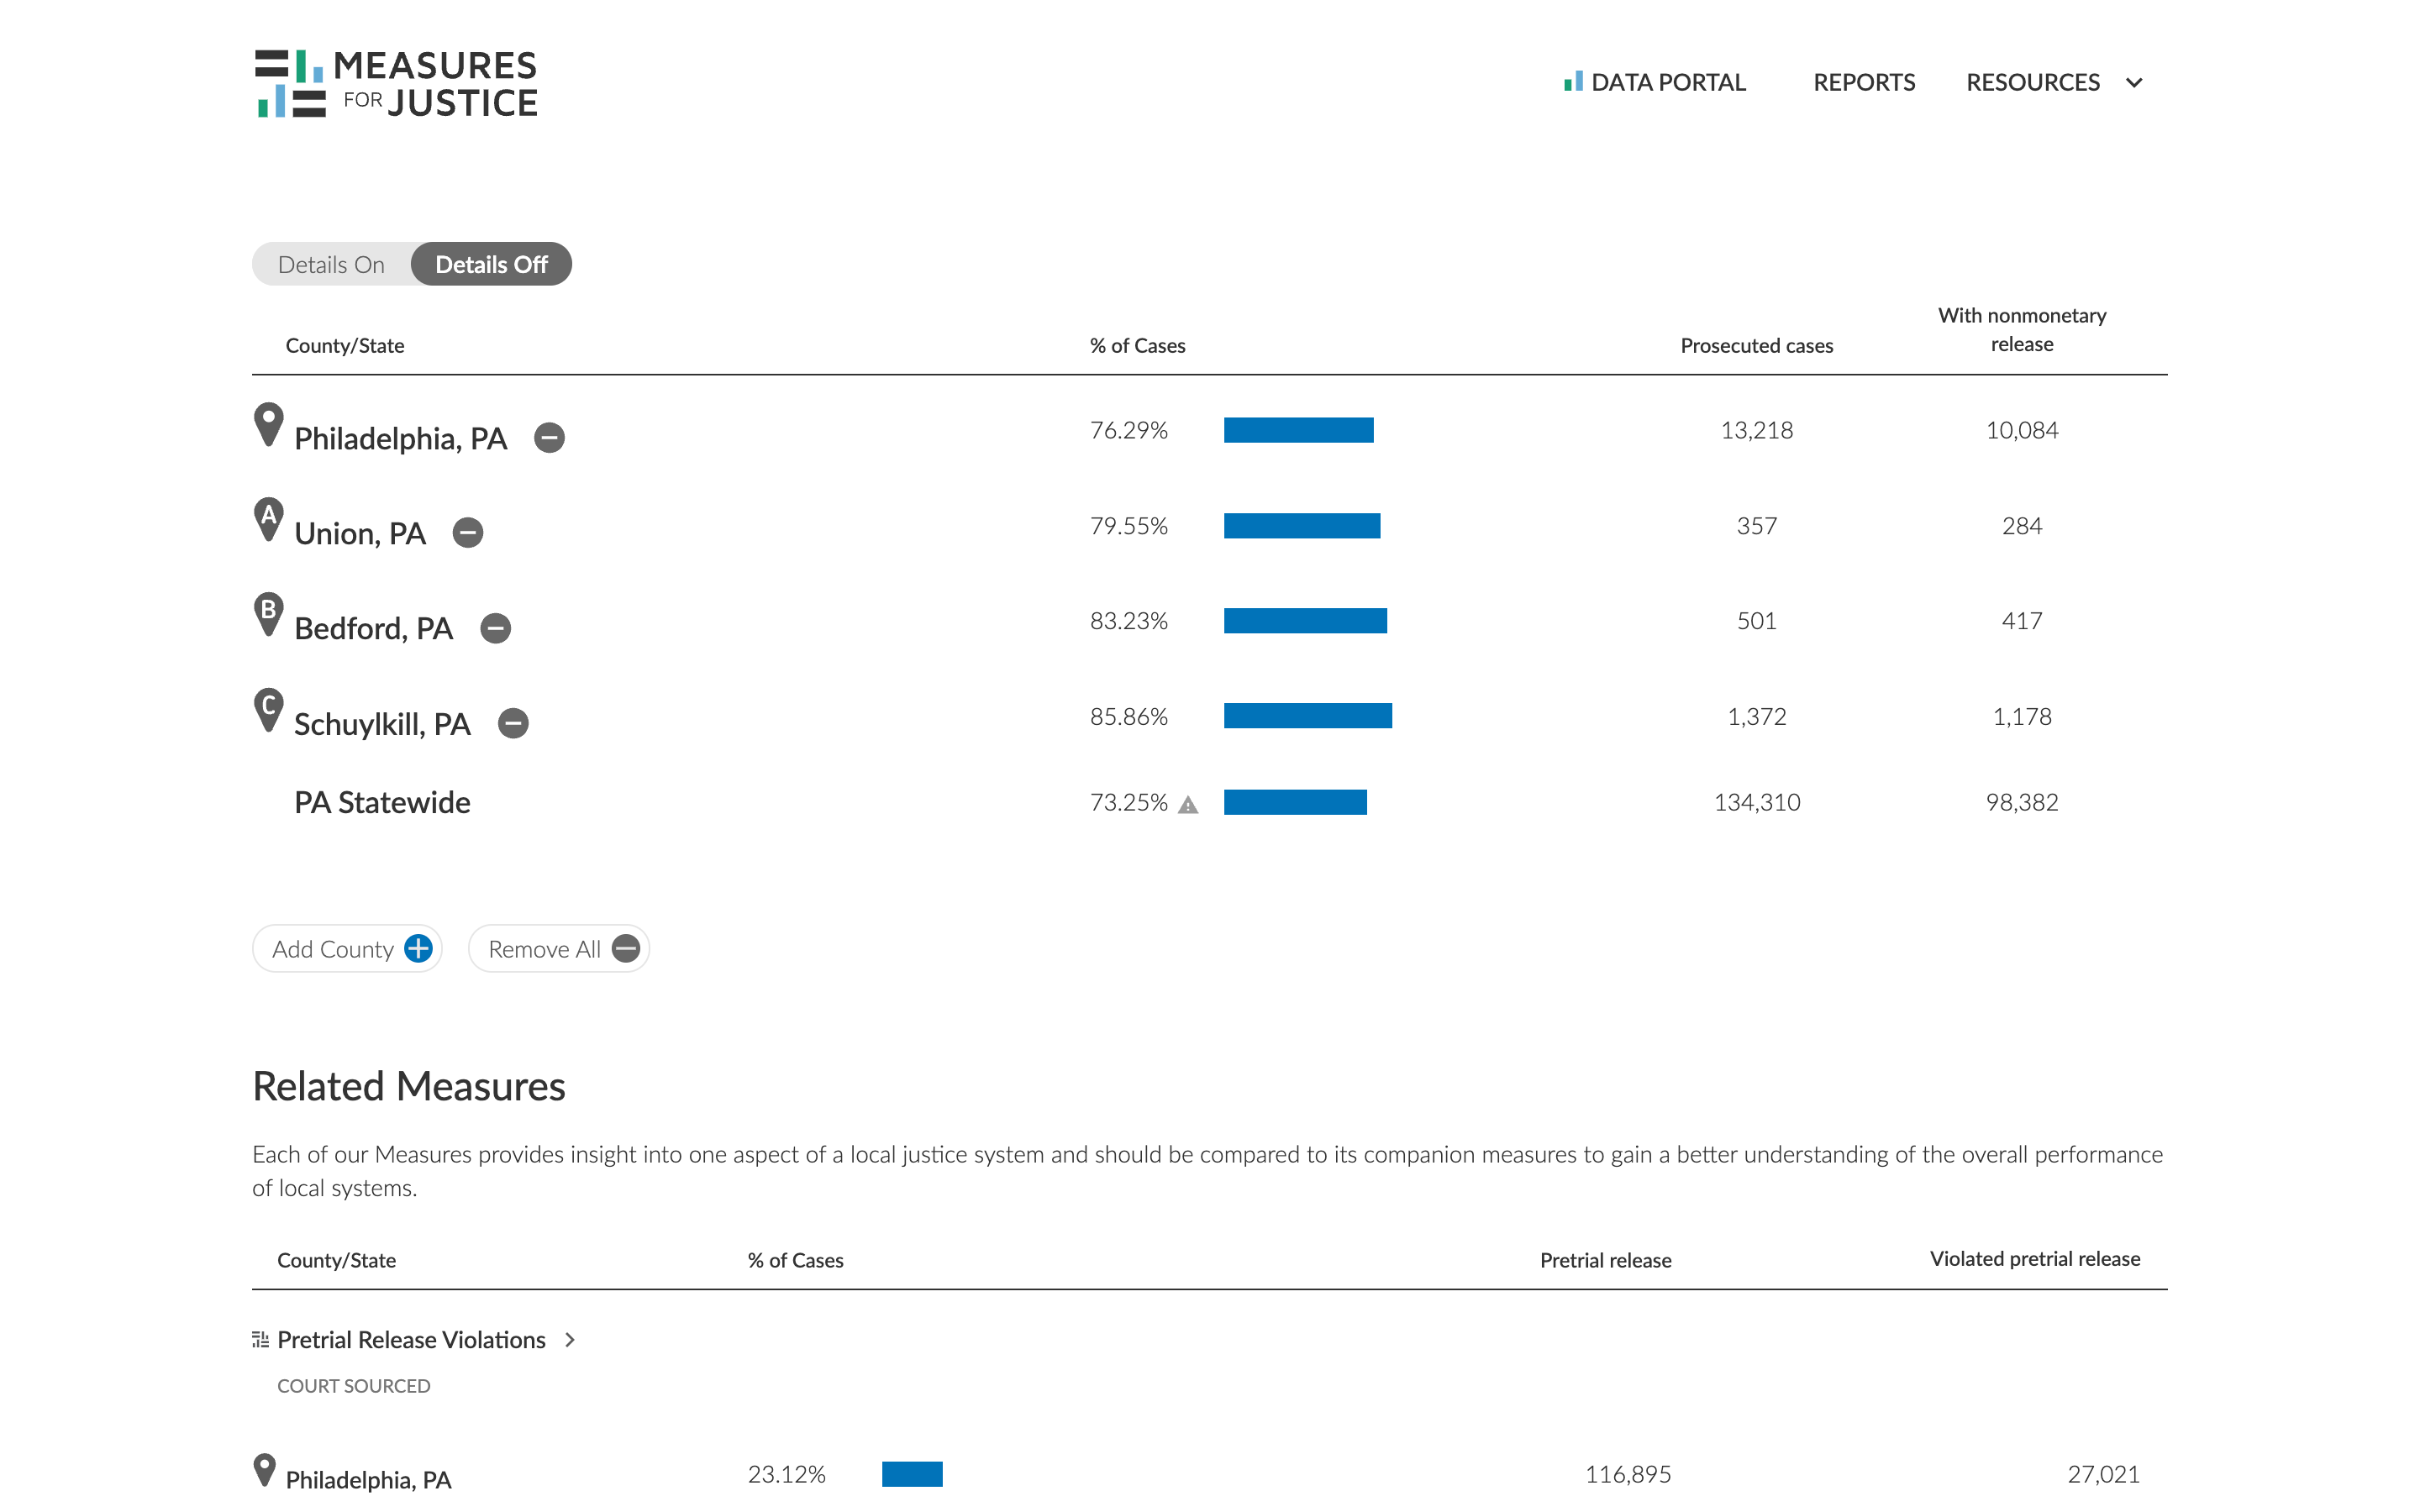 MEASURES
FOR JUSTICE
DATA PORTAL REPORTS RESOURCES
Details On Details Off
County/State % of Cases Prosecuted cases With nonmonetary release
Philadelphia, PA 76.29% 13,218 10,084
A Union, PA 79.55% 357 284
B Bedford, PA 83.23% 501 417
C Schuylkill, PA 85.86% 1,372 1,178
PA Statewide 73.25% 134,310 98,382
Add County Remove All
Related Measures
Each of our Measures provides insight into one aspect of a local justice system and should be compared to its companion measures to gain a better understanding of the overall performance
of local systems.
County/State % of Cases Pretrial release Violated pretrial release
Pretrial Release Violations
COURT SOURCED
Philadelphia, PA 23.12% 116,895 27,021